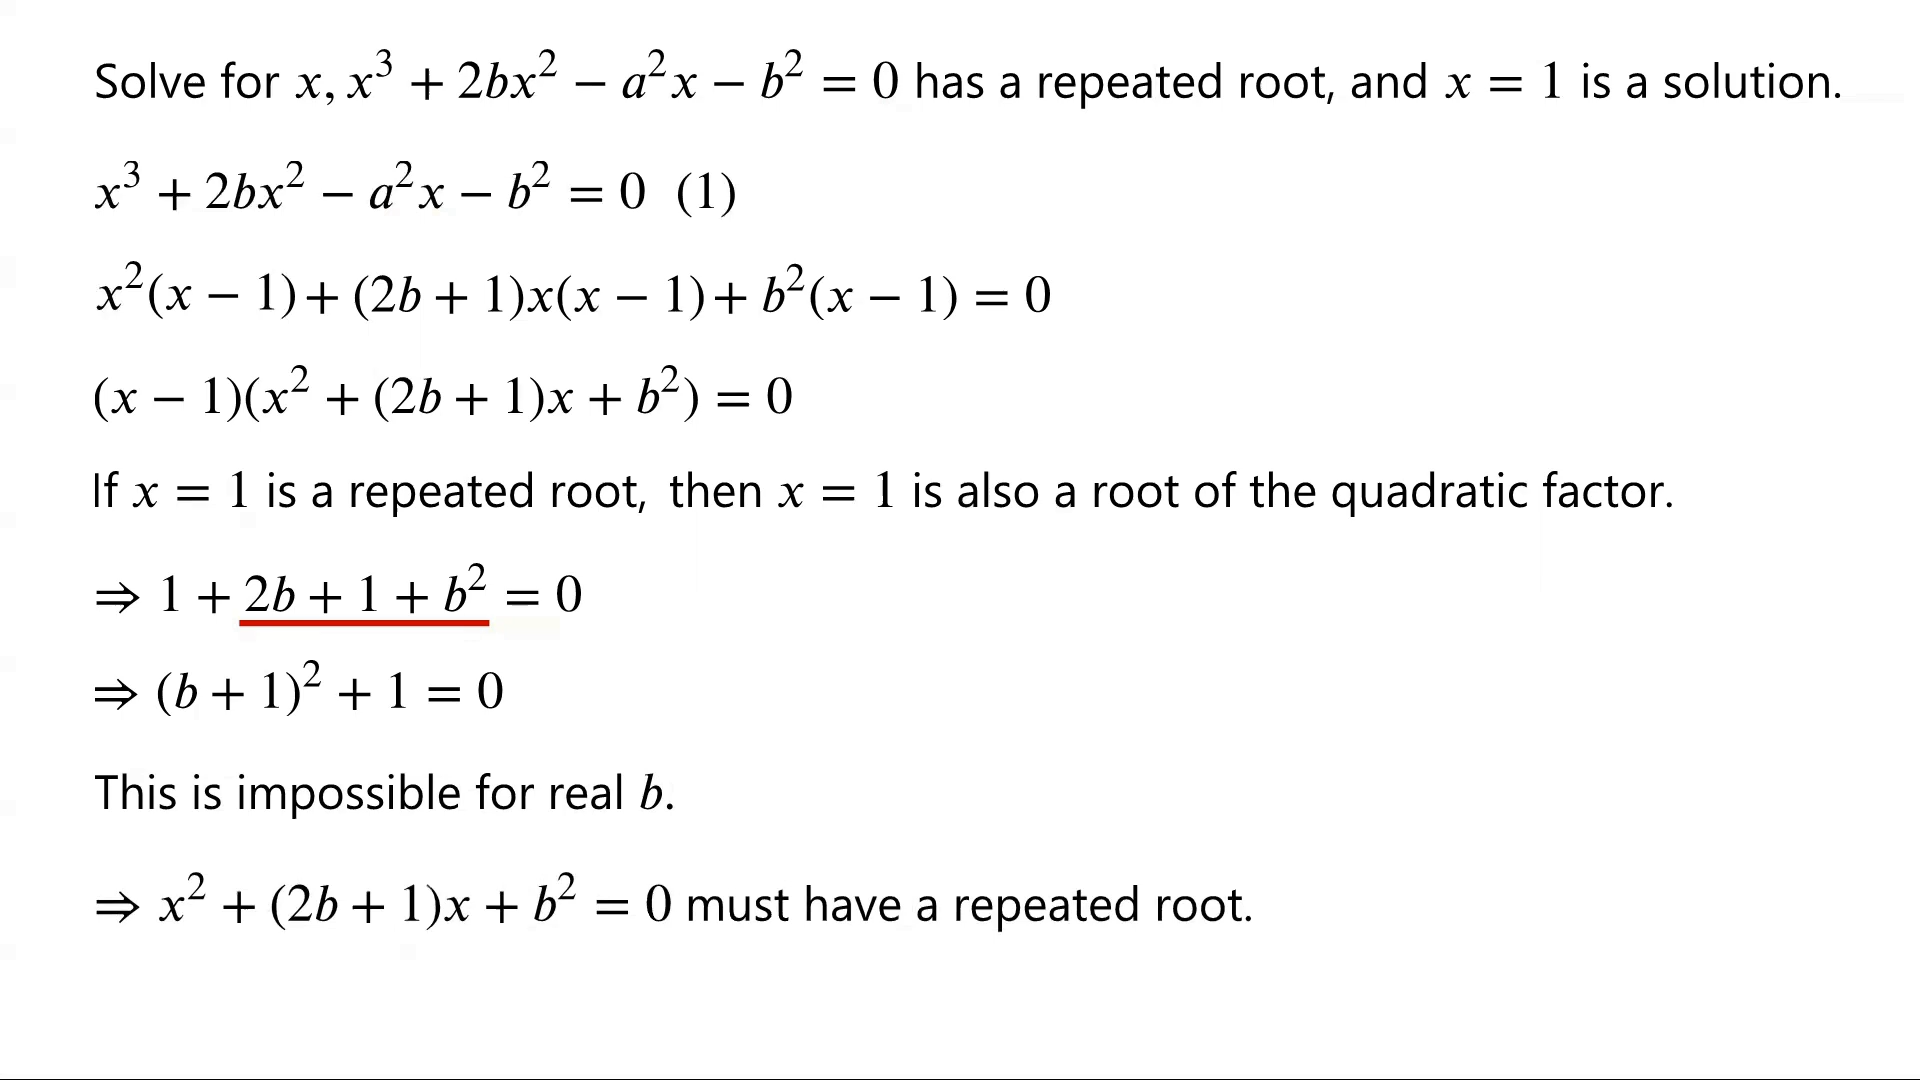 Solve for x, x³ + 2bx² − a²x − b² = 0 has a repeated root, and x = 1 is a solution.
x³ + 2bx² − a²x − b² = 0 (1)
x²(x − 1) + (2b + 1)x(x − 1) + b²(x − 1) = 0
(x − 1)(x² + (2b + 1)x + b²) = 0
If x = 1 is a repeated root, then x = 1 is also a root of the quadratic factor.
⇒ 1 + 2b + 1 + b² = 0
⇒ (b + 1)² + 1 = 0
This is impossible for real b.
⇒ x² + (2b + 1)x + b² = 0 must have a repeated root.